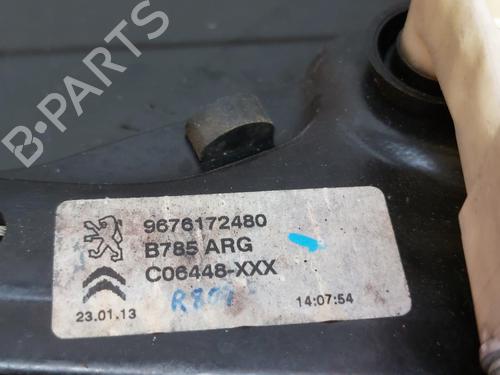 B-PARTS
9676172480
B785 ARG
C06448-XXX
R809
23.01.13
14:07:54